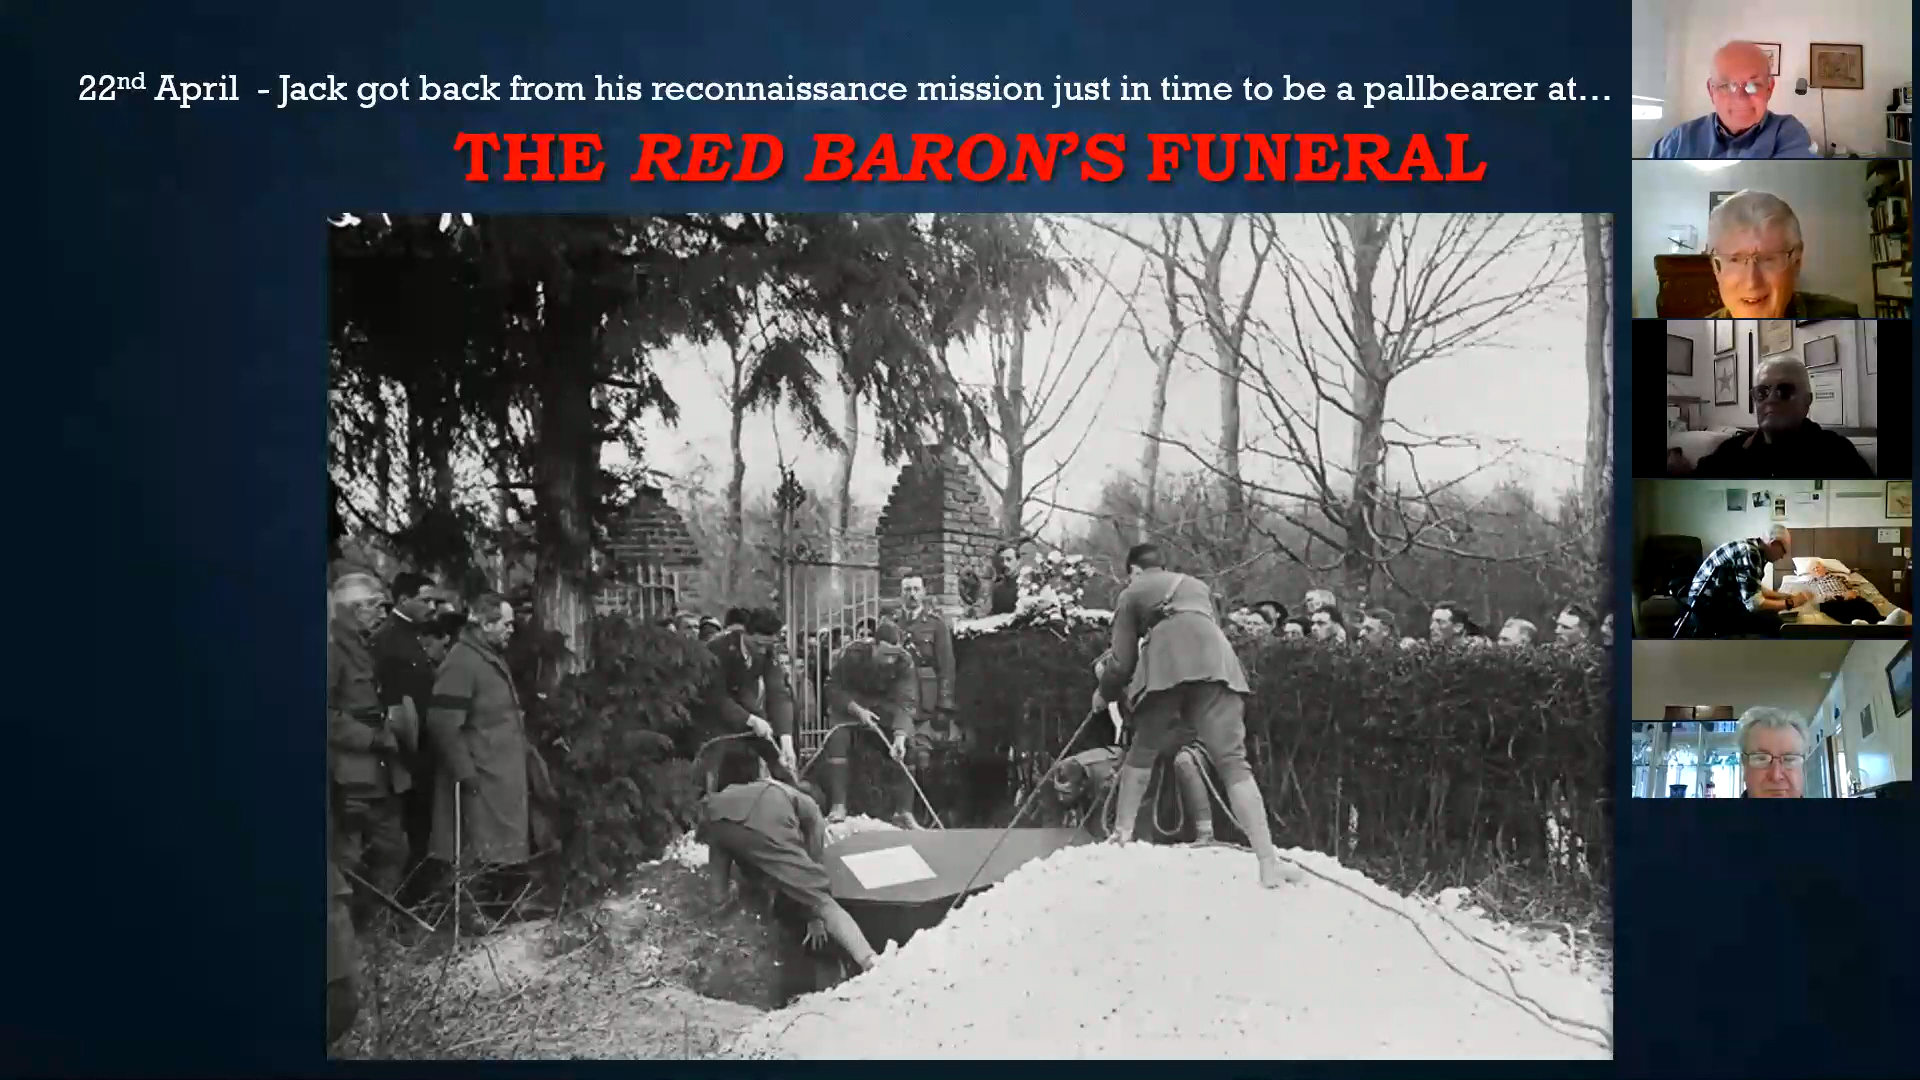 22nd April - Jack got back from his reconnaissance mission just in time to be a pallbearer at…
THE RED BARON’S FUNERAL